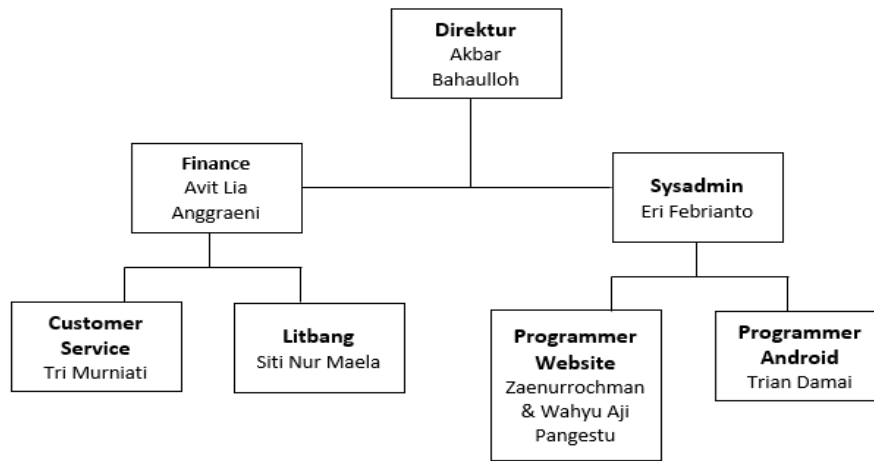 Direktur
Akbar
Bahaulloh
Finance
Avit Lia
Anggraeni
Sysadmin
Eri Febrianto
Customer
Service
Tri Murniati
Litbang
Siti Nur Maela
Programmer
Website
Zaenurrochman
& Wahyu Aji
Pangestu
Programmer
Android
Trian Damai